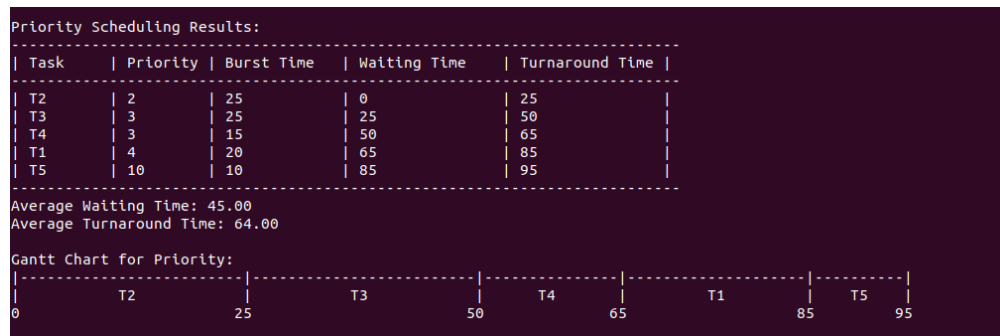 Priority Scheduling Results:
---------------------------------------------------------------------------
| Task     | Priority | Burst Time   | Waiting Time    | Turnaround Time |
---------------------------------------------------------------------------
| T2       | 2        | 25           | 0               | 25              |
| T3       | 3        | 25           | 25              | 50              |
| T4       | 3        | 15           | 50              | 65              |
| T1       | 4        | 20           | 65              | 85              |
| T5       | 10       | 10           | 85              | 95              |
---------------------------------------------------------------------------
Average Waiting Time: 45.00
Average Turnaround Time: 64.00
Gantt Chart for Priority:
|-------------------------|-------------------------|---------------|--------------------|----------|
|           T2            |           T3            |      T4       |         T1         |    T5    |
0                        25                        50              65                   85         95